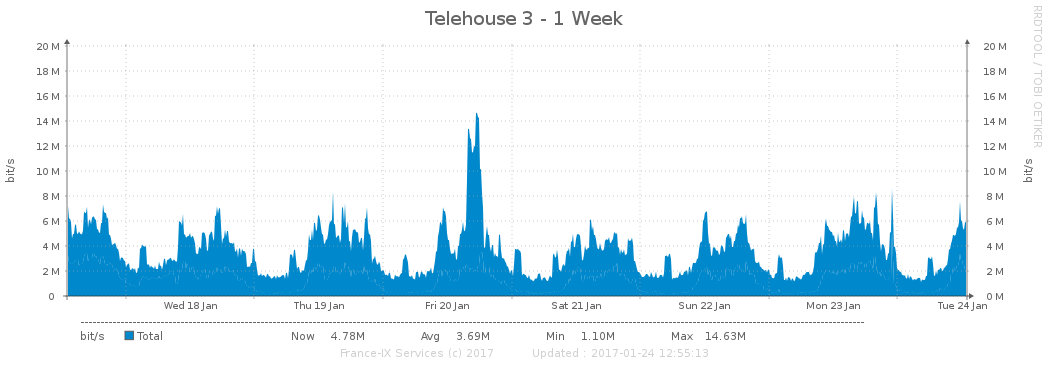 Telehouse 3 - 1 Week
RRDTOOL / TOBI OETIKER
bit/s
bit/s
20 M 20 M
18 M 18 M
16 M 16 M
14 M 14 M
12 M 12 M
10 M 10 M
8 M 8 M
6 M 6 M
4 M 4 M
2 M 2 M
0 0 M
Wed 18 Jan Thu 19 Jan Fri 20 Jan Sat 21 Jan Sun 22 Jan Mon 23 Jan Tue 24 Jan
bit/s Total Now 4.78M Avg 3.69M Min 1.10M Max 14.63M
France-IX Services (c) 2017 Updated : 2017-01-24 12:55:13